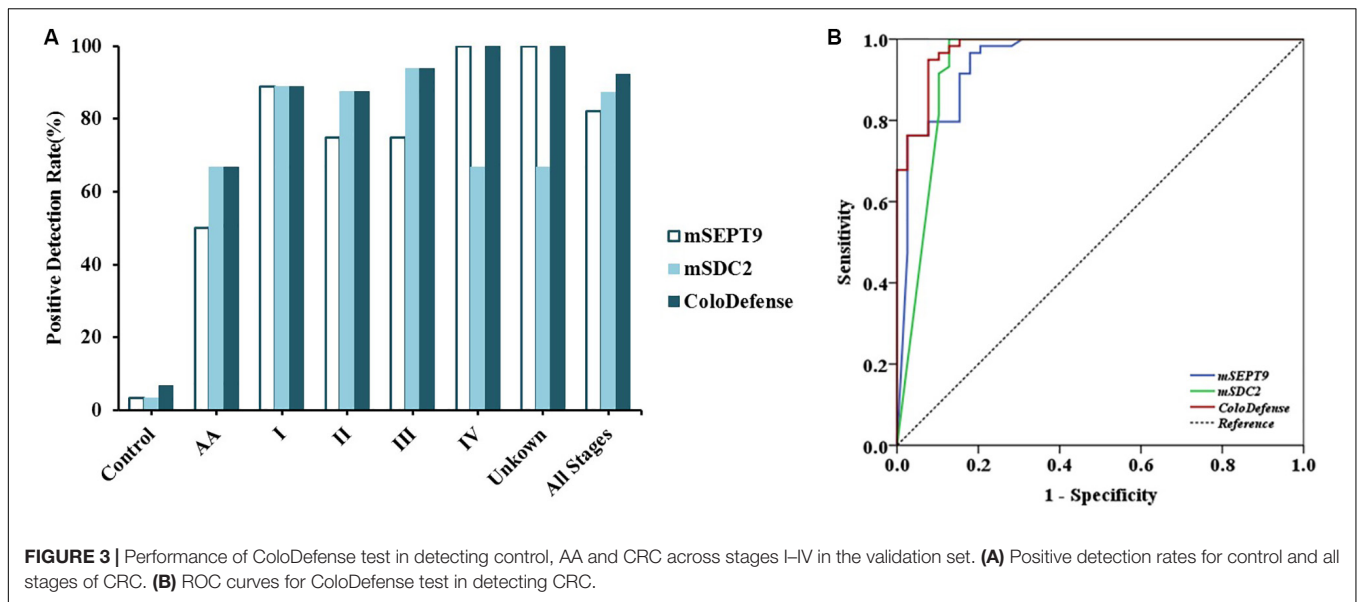 A
100
80
60
40
20
0
Positive Detection Rate(%)
Control
AA
I
II
III
IV
Unkown
All Stages
mSEPT9
mSDC2
ColoDefense
B
1.0
0.8
0.6
0.4
0.2
0.0
Sensitivity
0.0
0.2
0.4
0.6
0.8
1.0
1 - Specificity
mSEPT9
mSDC2
ColoDefense
Reference
FIGURE 3 | Performance of ColoDefense test in detecting control, AA and CRC across stages I–IV in the validation set. (A) Positive detection rates for control and all
stages of CRC. (B) ROC curves for ColoDefense test in detecting CRC.